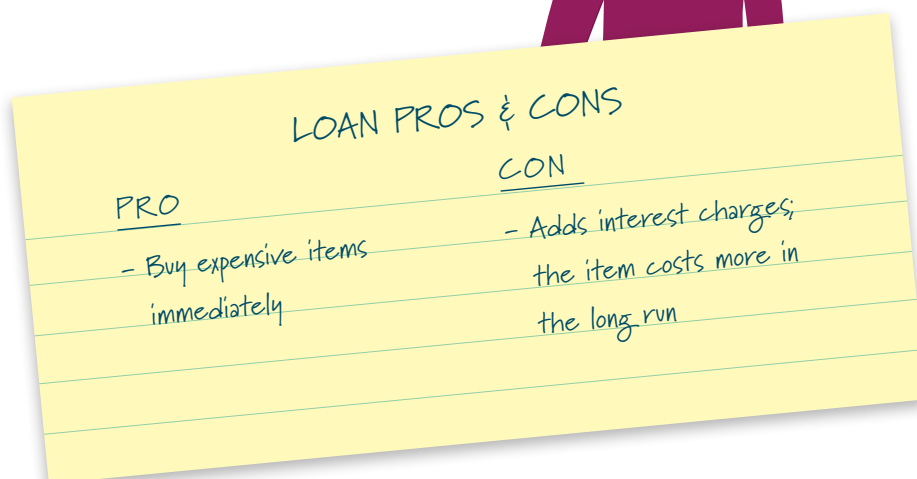 LOAN PROS & CONS
PRO
- Buy expensive items
immediately
CON
- Adds interest charges;
the item costs more in
the long run